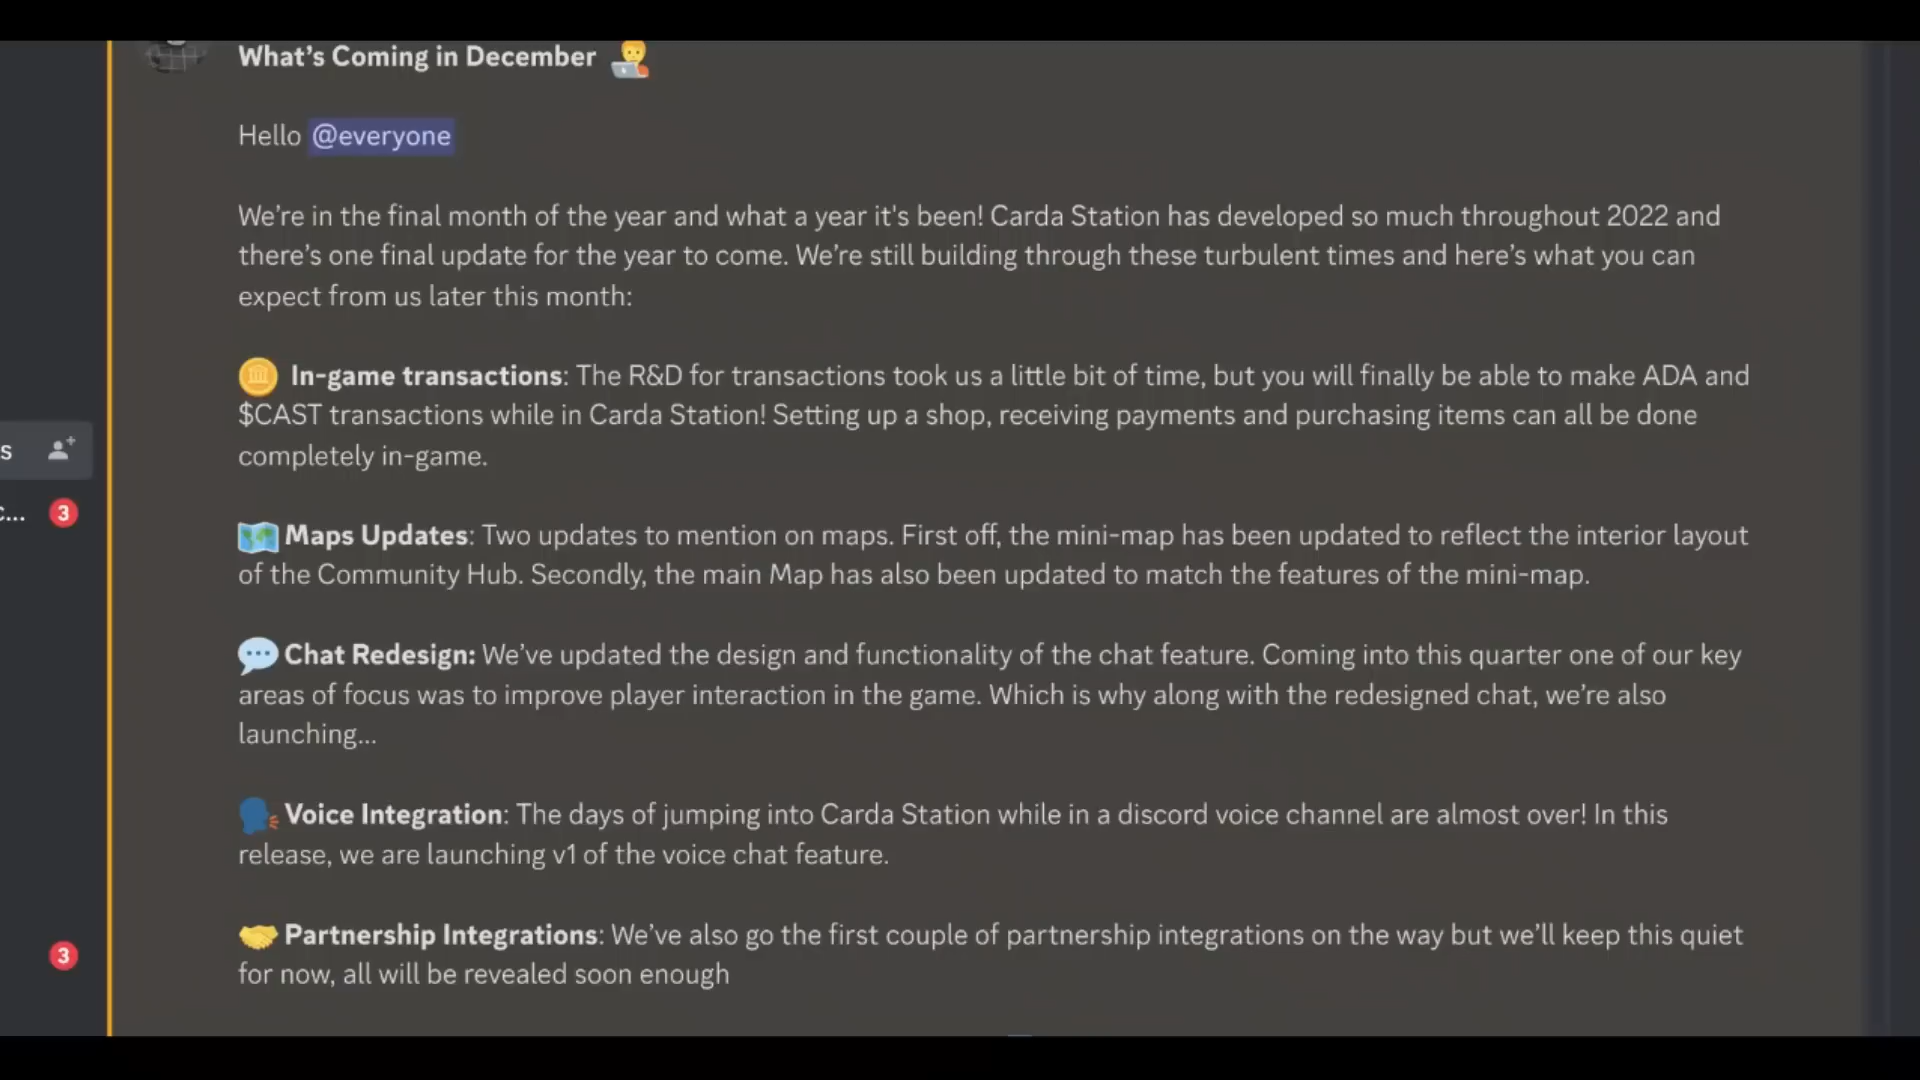 What’s Coming in December
Hello @everyone
We’re in the final month of the year and what a year it's been! Carda Station has developed so much throughout 2022 and
there’s one final update for the year to come. We’re still building through these turbulent times and here’s what you can
expect from us later this month:
In-game transactions: The R&D for transactions took us a little bit of time, but you will finally be able to make ADA and
$CAST transactions while in Carda Station! Setting up a shop, receiving payments and purchasing items can all be done
s
completely in-game.
c... 3
Maps Updates: Two updates to mention on maps. First off, the mini-map has been updated to reflect the interior layout
of the Community Hub. Secondly, the main Map has also been updated to match the features of the mini-map.
Chat Redesign: We’ve updated the design and functionality of the chat feature. Coming into this quarter one of our key
areas of focus was to improve player interaction in the game. Which is why along with the redesigned chat, we’re also
launching...
Voice Integration: The days of jumping into Carda Station while in a discord voice channel are almost over! In this
release, we are launching v1 of the voice chat feature.
Partnership Integrations: We’ve also go the first couple of partnership integrations on the way but we’ll keep this quiet
3
for now, all will be revealed soon enough